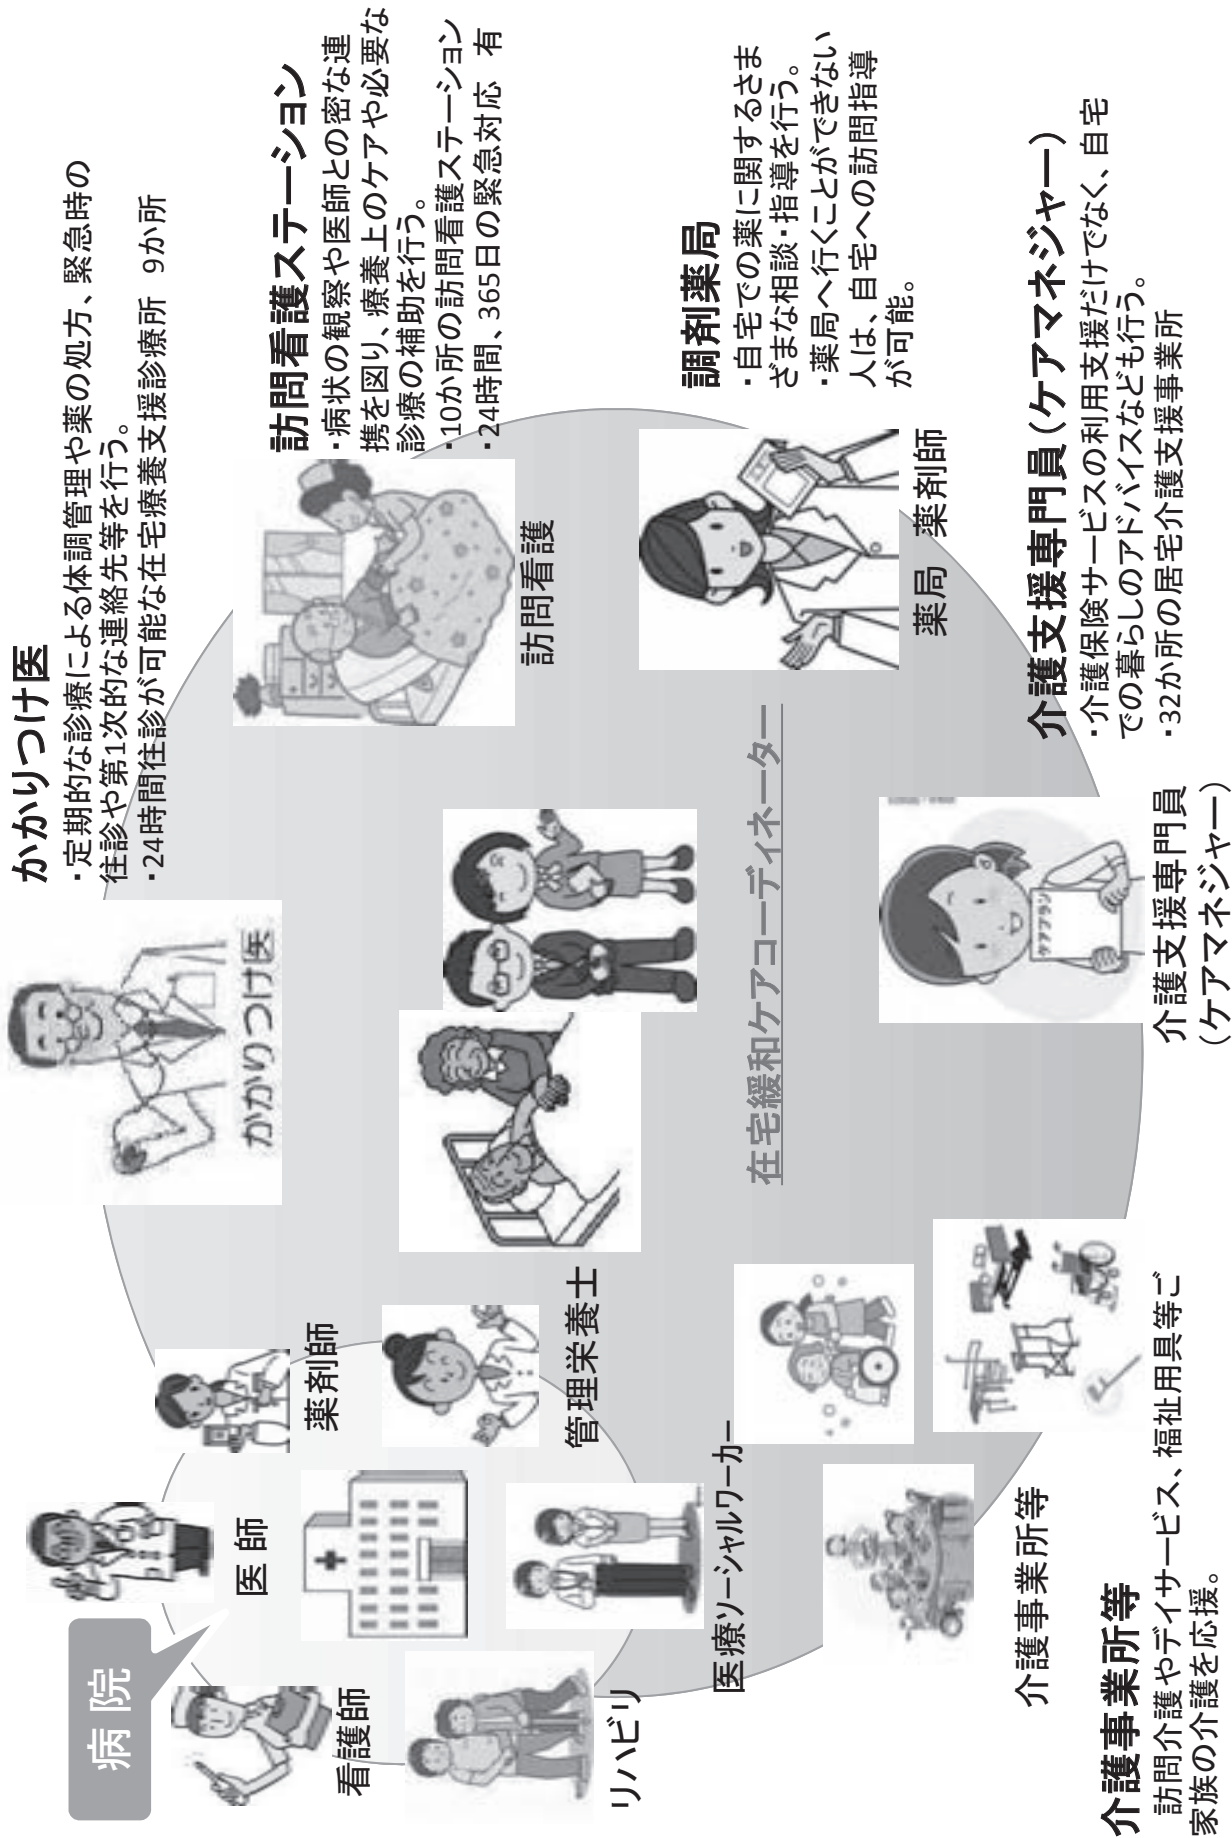 病 院
看護師
医師
薬剤師
管理栄養士
リハビリ
医療ソーシャルワーカー
かかりつけ医
かかりつけ医
・定期的な診療による体調管理や薬の処方、緊急時の
往診や第1次的な連絡先等を行う。
・24時間往診が可能な在宅療養支援診療所 9か所
訪問看護ステーション
・病状の観察や医師との密な連
携を図り、療養上のケアや必要な
診療の補助を行う。
・10か所の訪問看護ステーション
・24時間、365日の緊急対応 有
訪問看護
在宅緩和ケアコーディネーター
調剤薬局
・自宅での薬に関するさま
ざまな相談・指導を行う。
・薬局へ行くことができない
人は、自宅への訪問指導
が可能。
薬局 薬剤師
介護支援専門員（ケアマネジャー）
・介護保険サービスの利用支援だけでなく、自宅
での暮らしのアドバイスなども行う。
・32か所の居宅介護支援事業所
ケアプラン
介護支援専門員
（ケアマネジャー）
介護事業所等
介護事業所等
訪問介護やデイサービス、福祉用具等ご
家族の介護を応援。